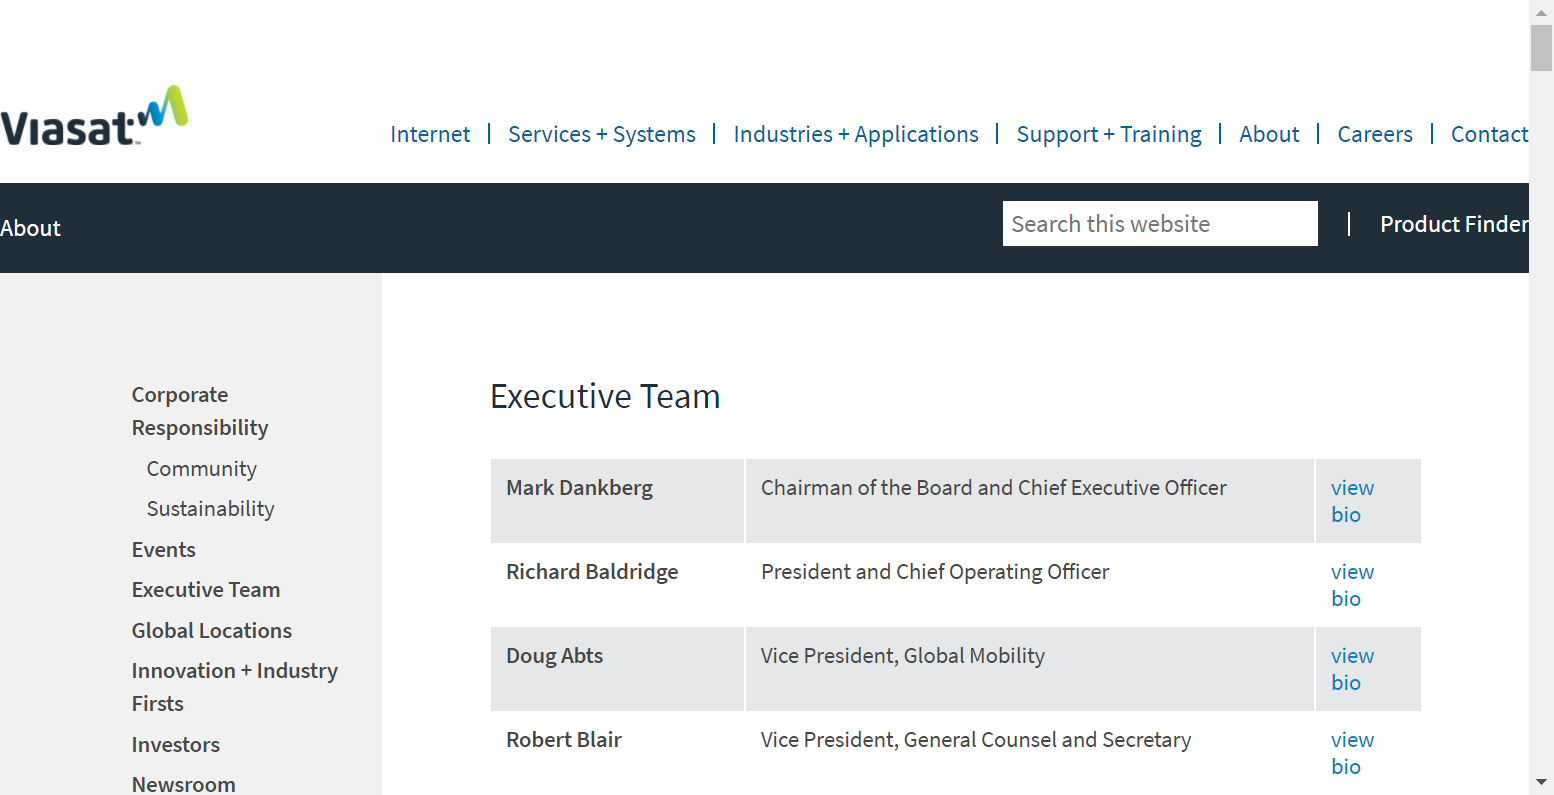 Viasat™
Internet | Services + Systems | Industries + Applications | Support + Training | About | Careers | Contact
About
Search this website | Product Finder
Corporate
Responsibility
Community
Sustainability
Events
Executive Team
Global Locations
Innovation + Industry
Firsts
Investors
Newsroom
Executive Team
Mark Dankberg Chairman of the Board and Chief Executive Officer view
bio
Richard Baldridge President and Chief Operating Officer view
bio
Doug Abts Vice President, Global Mobility view
bio
Robert Blair Vice President, General Counsel and Secretary view
bio